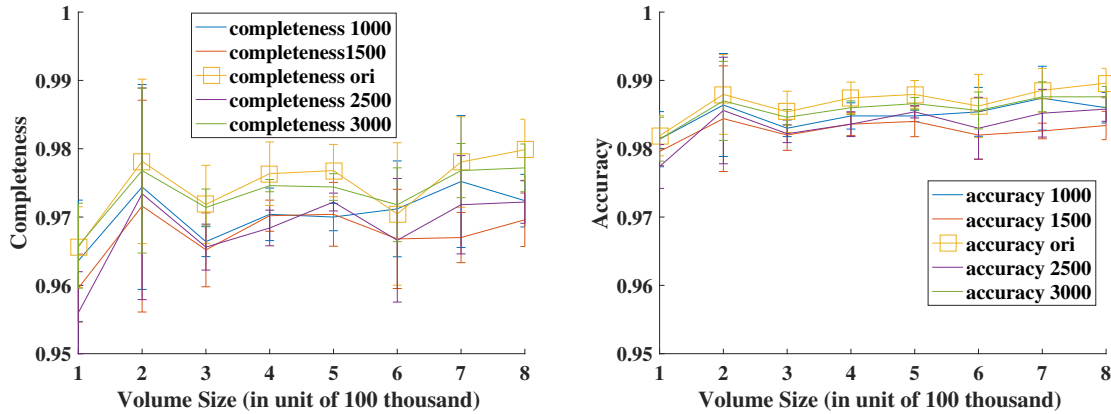 1
0.99
0.98
0.97
0.96
0.95
Completeness
completeness 1000
completeness1500
completeness ori
completeness 2500
completeness 3000
1 2 3 4 5 6 7 8
Volume Size (in unit of 100 thousand)
1
0.99
0.98
0.97
0.96
0.95
Accuracy
accuracy 1000
accuracy 1500
accuracy ori
accuracy 2500
accuracy 3000
1 2 3 4 5 6 7 8
Volume Size (in unit of 100 thousand)